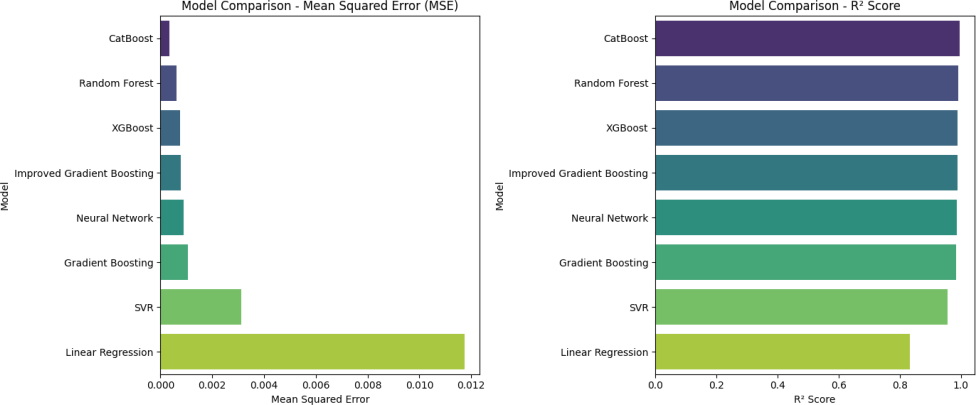 Model Comparison - Mean Squared Error (MSE)
Model
CatBoost
Random Forest
XGBoost
Improved Gradient Boosting
Neural Network
Gradient Boosting
SVR
Linear Regression
0.000 0.002 0.004 0.006 0.008 0.010 0.012
Mean Squared Error
Model Comparison - R² Score
Model
CatBoost
Random Forest
XGBoost
Improved Gradient Boosting
Neural Network
Gradient Boosting
SVR
Linear Regression
0.0 0.2 0.4 0.6 0.8 1.0
R² Score